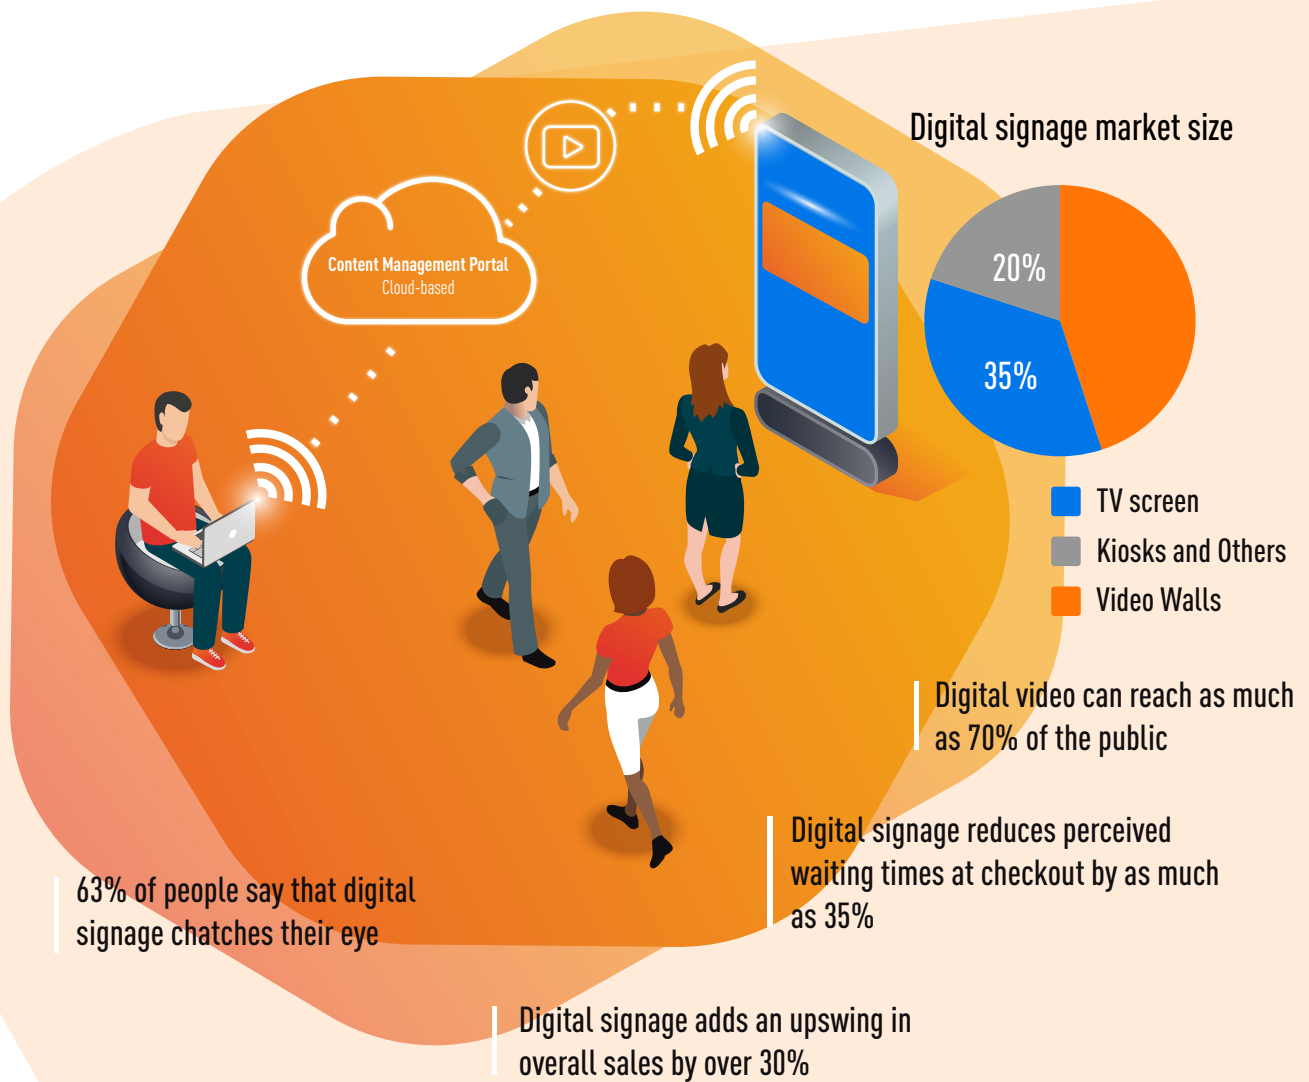 Digital signage market size
Content Management Portal
Cloud-based
20%
35%
TV screen
Kiosks and Others
Video Walls
Digital video can reach as much
as 70% of the public
Digital signage reduces perceived
waiting times at checkout by as much
as 35%
63% of people say that digital
signage chatches their eye
Digital signage adds an upswing in
overall sales by over 30%